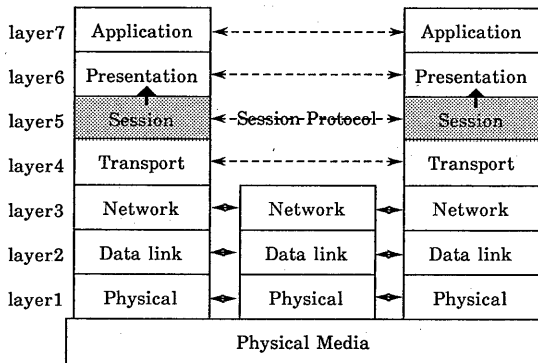 layer7 Application Application
layer6 Presentation Presentation
layer5 Session Session Protocol Session
layer4 Transport Transport
layer3 Network Network Network
layer2 Data link Data link Data link
layer1 Physical Physical Physical
Physical Media